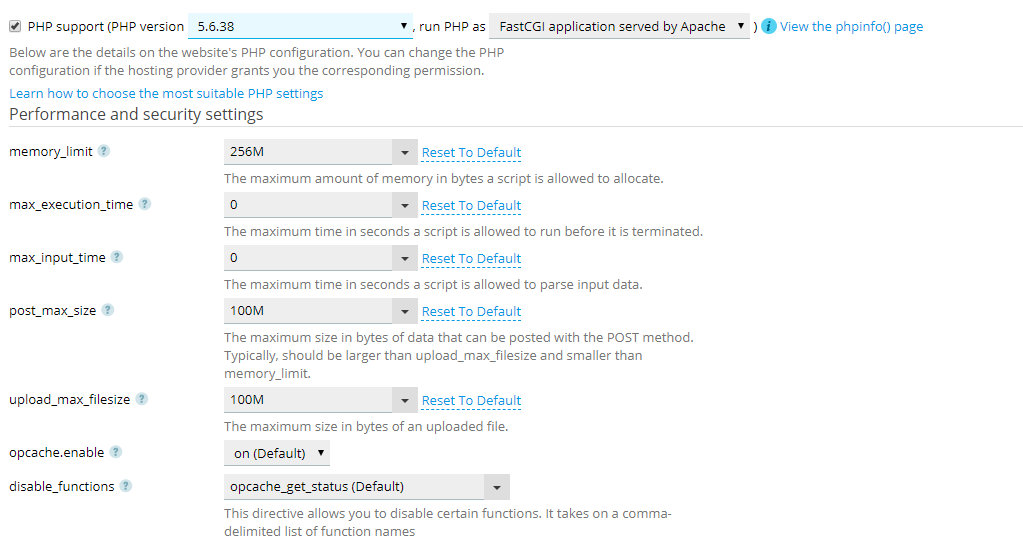 PHP support (PHP version 5.6.38 , run PHP as FastCGI application served by Apache ) View the phpinfo() page
Below are the details on the website's PHP configuration. You can change the PHP
configuration if the hosting provider grants you the corresponding permission.
Learn how to choose the most suitable PHP settings
Performance and security settings
memory_limit ? 256M Reset To Default
The maximum amount of memory in bytes a script is allowed to allocate.
max_execution_time ? 0 Reset To Default
The maximum time in seconds a script is allowed to run before it is terminated.
max_input_time ? 0 Reset To Default
The maximum time in seconds a script is allowed to parse input data.
post_max_size ? 100M Reset To Default
The maximum size in bytes of data that can be posted with the POST method.
Typically, should be larger than upload_max_filesize and smaller than
memory_limit.
upload_max_filesize ? 100M Reset To Default
The maximum size in bytes of an uploaded file.
opcache.enable ? on (Default)
disable_functions ? opcache_get_status (Default)
This directive allows you to disable certain functions. It takes on a comma-
delimited list of function names